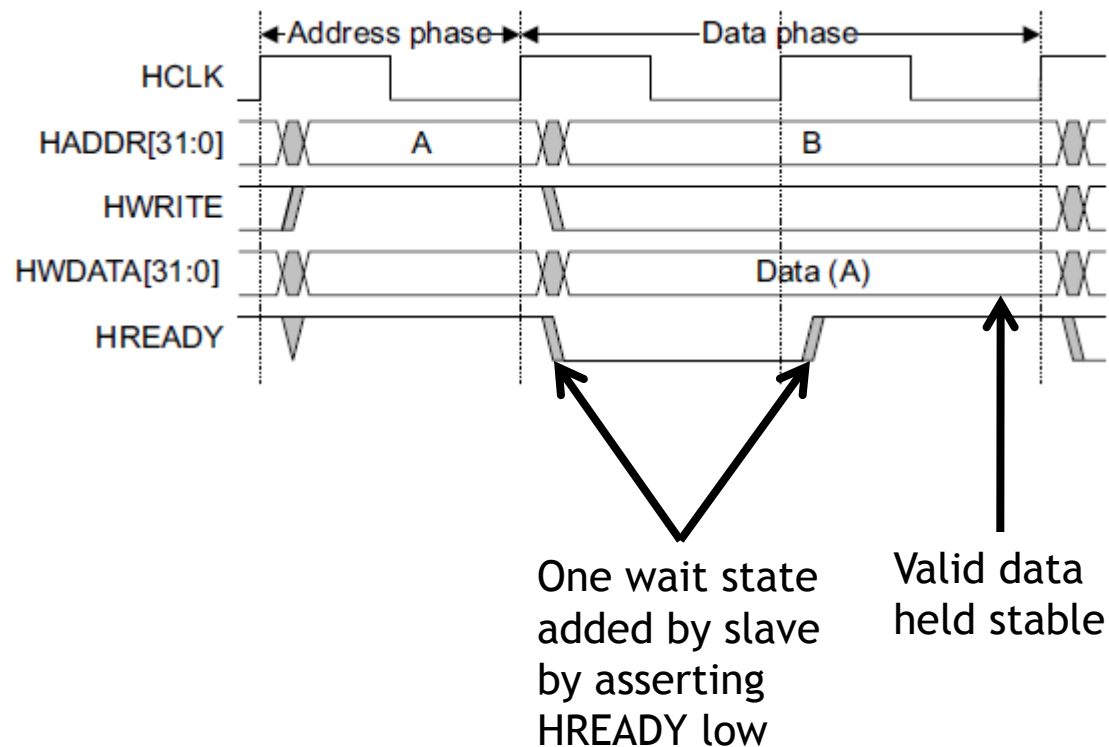 Address phase
Data phase
HCLK
HADDR[31:0]
A
B
HWRITE
HWDATA[31:0]
Data (A)
HREADY
One wait state
added by slave
by asserting
HREADY low
Valid data
held stable